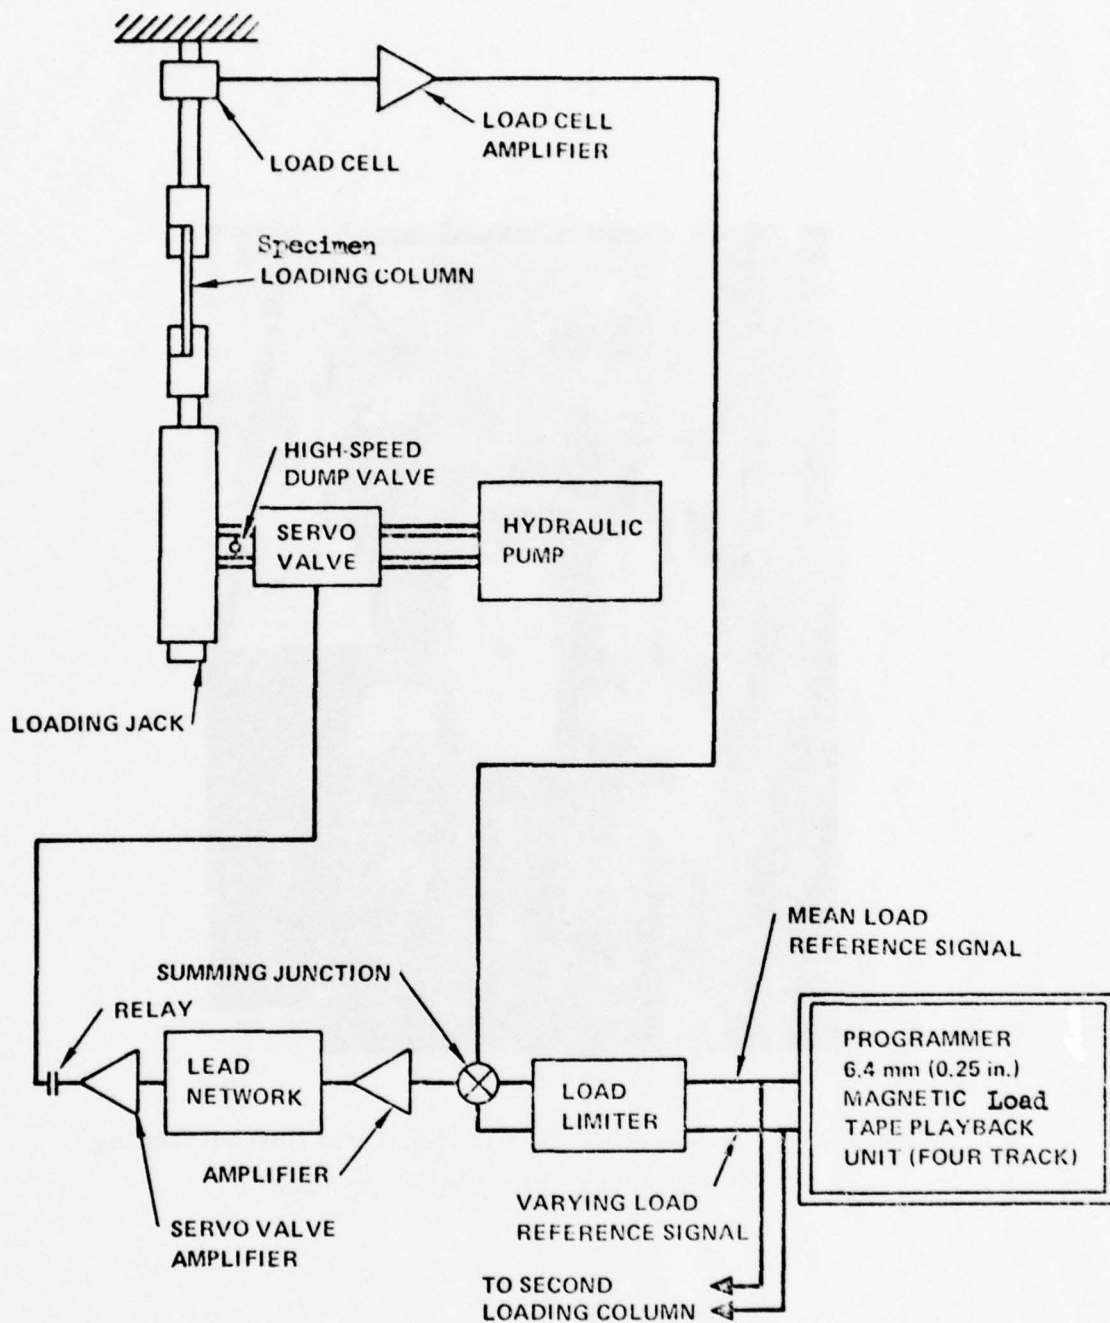 LOAD CELL
AMPLIFIER
LOAD CELL
Specimen
LOADING COLUMN
HIGH-SPEED
DUMP VALVE
SERVO
VALVE
HYDRAULIC
PUMP
LOADING JACK
MEAN LOAD
REFERENCE SIGNAL
SUMMING JUNCTION
RELAY
LEAD
NETWORK
LOAD
LIMITER
PROGRAMMER
6.4 mm (0.25 in.)
MAGNETIC Load
TAPE PLAYBACK
UNIT (FOUR TRACK)
AMPLIFIER
SERVO VALVE
AMPLIFIER
VARYING LOAD
REFERENCE SIGNAL
TO SECOND
LOADING COLUMN